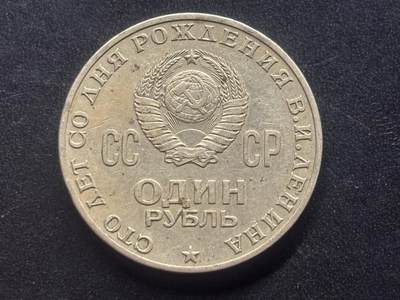 СТО ЛЕТ СО ДНЯ РОЖДЕНИЯ В.И.ЛЕНИНА
СС СР
ОДИН
РУБЛЬ